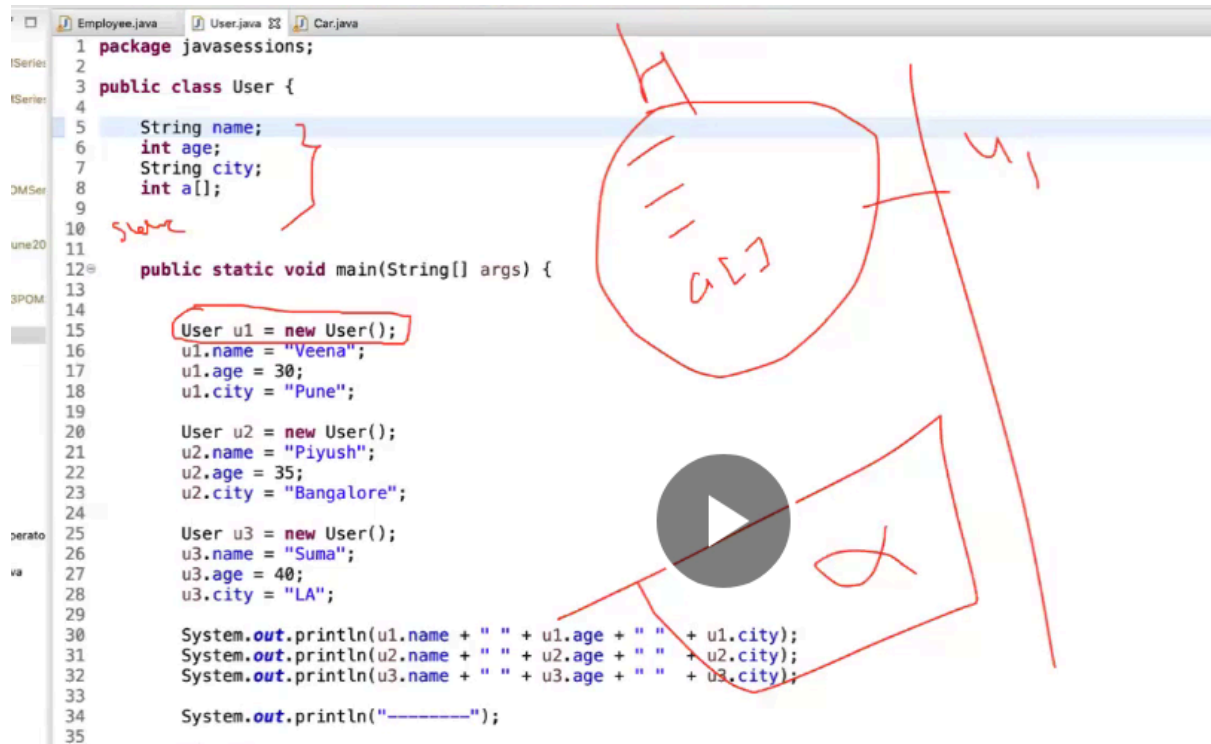 Employee.java User.java Car.java
1 package javasessions;
2
3 public class User {
4
5 String name;
6 int age;
7 String city;
8 int a[];
9
10
11
12 public static void main(String[] args) {
13
14
15 User u1 = new User();
16 u1.name = "Veena";
17 u1.age = 30;
18 u1.city = "Pune";
19
20 User u2 = new User();
21 u2.name = "Piyush";
22 u2.age = 35;
23 u2.city = "Bangalore";
24
25 User u3 = new User();
26 u3.name = "Suma";
27 u3.age = 40;
28 u3.city = "LA";
29
30 System.out.println(u1.name + " " + u1.age + " " + u1.city);
31 System.out.println(u2.name + " " + u2.age + " " + u2.city);
32 System.out.println(u3.name + " " + u3.age + " " + u3.city);
33
34 System.out.println("--------");
35
H
u1
a[]